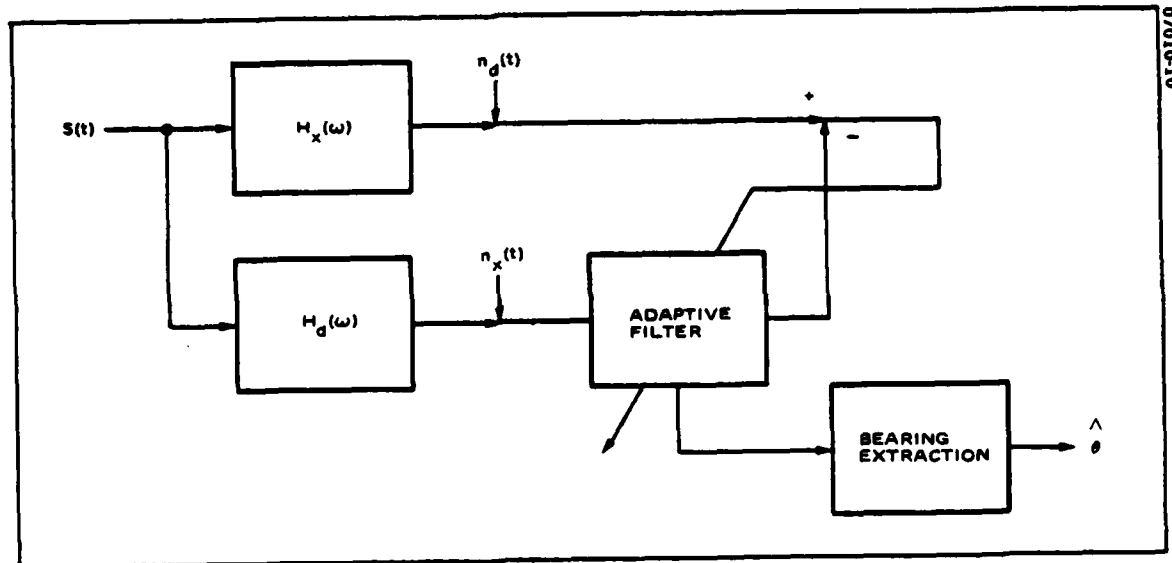 n_d(t)
S(t)
H_x(ω)
+
−
n_x(t)
H_d(ω)
ADAPTIVE
FILTER
BEARING
EXTRACTION
θ̂